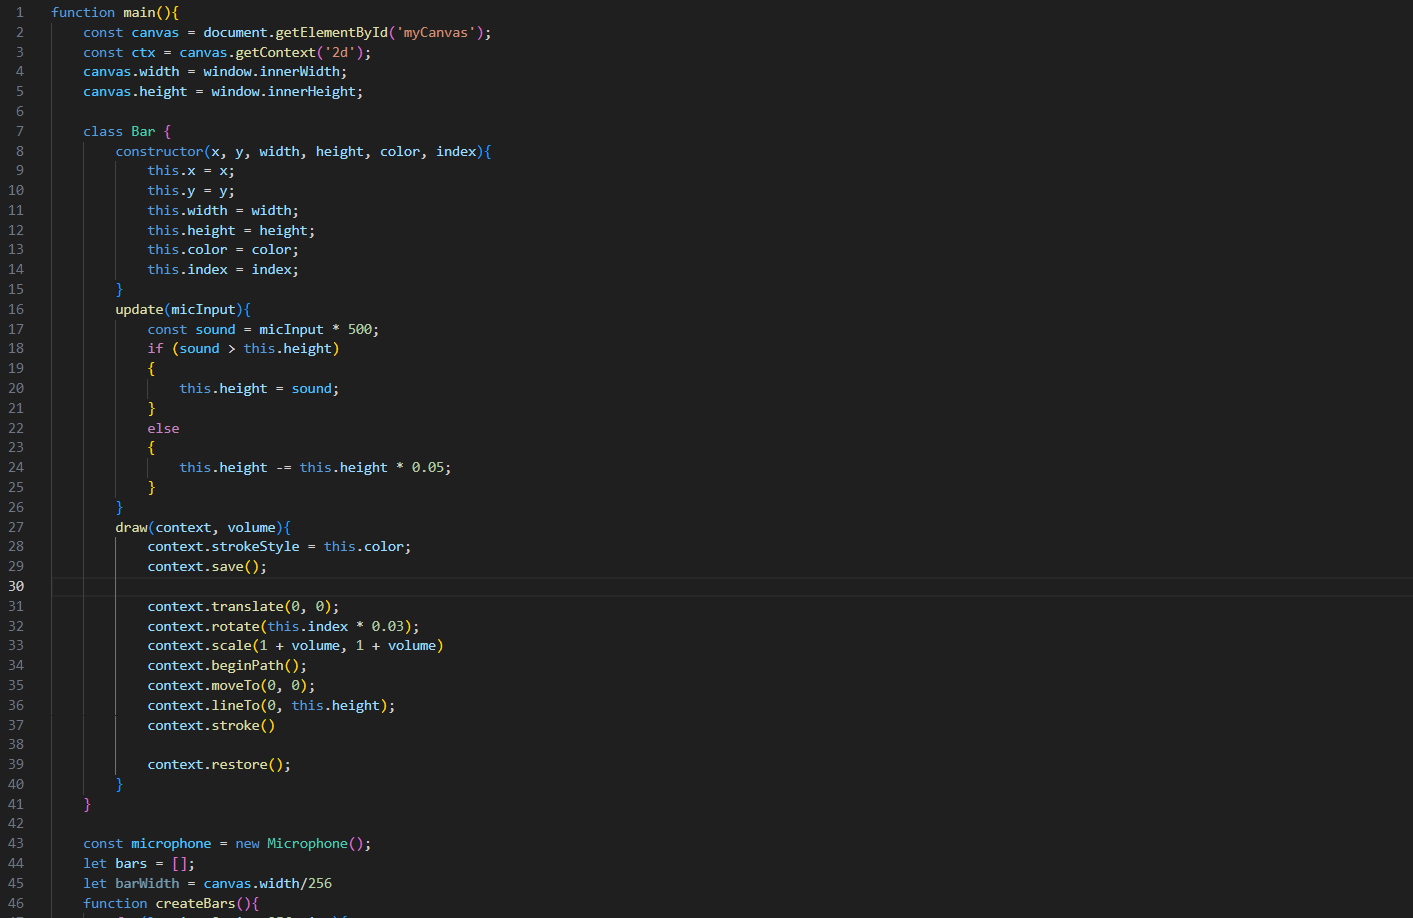 1 function main(){
2 const canvas = document.getElementById('myCanvas');
3 const ctx = canvas.getContext('2d');
4 canvas.width = window.innerWidth;
5 canvas.height = window.innerHeight;
6
7 class Bar {
8 constructor(x, y, width, height, color, index){
9 this.x = x;
10 this.y = y;
11 this.width = width;
12 this.height = height;
13 this.color = color;
14 this.index = index;
15 }
16 update(micInput){
17 const sound = micInput * 500;
18 if (sound > this.height)
19 {
20 this.height = sound;
21 }
22 else
23 {
24 this.height -= this.height * 0.05;
25 }
26 }
27 draw(context, volume){
28 context.strokeStyle = this.color;
29 context.save();
30
31 context.translate(0, 0);
32 context.rotate(this.index * 0.03);
33 context.scale(1 + volume, 1 + volume)
34 context.beginPath();
35 context.moveTo(0, 0);
36 context.lineTo(0, this.height);
37 context.stroke()
38
39 context.restore();
40 }
41 }
42
43 const microphone = new Microphone();
44 let bars = [];
45 let barWidth = canvas.width/256
46 function createBars(){